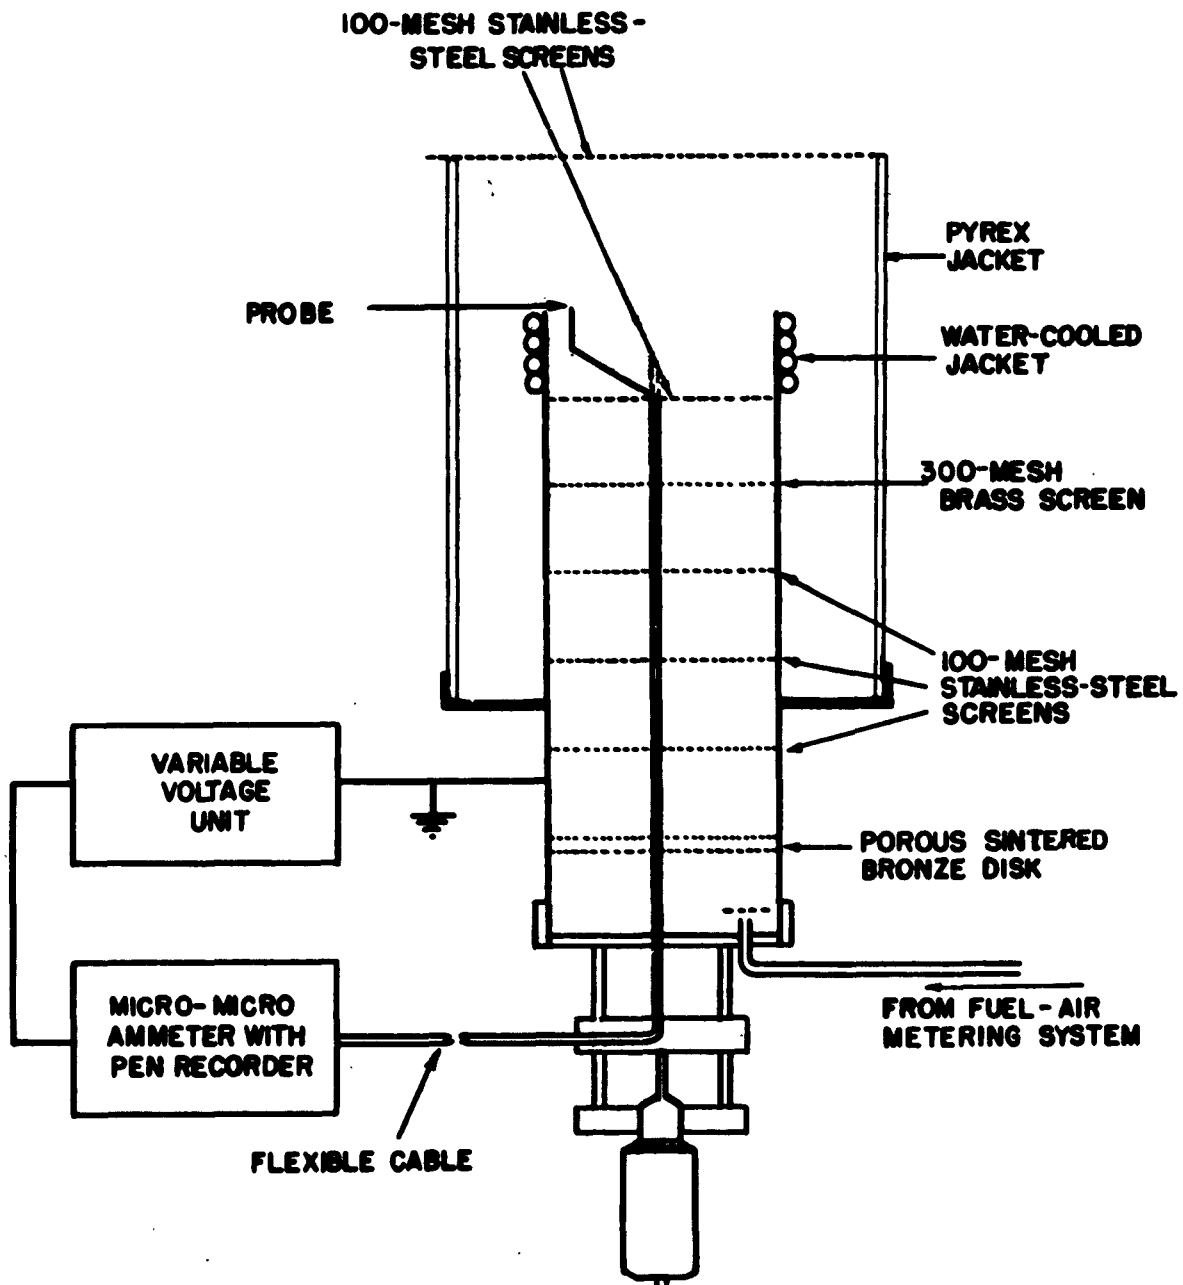 100-MESH STAINLESS-
STEEL SCREENS
PYREX
JACKET
PROBE
WATER-COOLED
JACKET
300-MESH
BRASS SCREEN
100-MESH
STAINLESS-STEEL
SCREENS
VARIABLE
VOLTAGE
UNIT
POROUS SINTERED
BRONZE DISK
MICRO-MICRO
AMMETER WITH
PEN RECORDER
FROM FUEL-AIR
METERING SYSTEM
FLEXIBLE CABLE